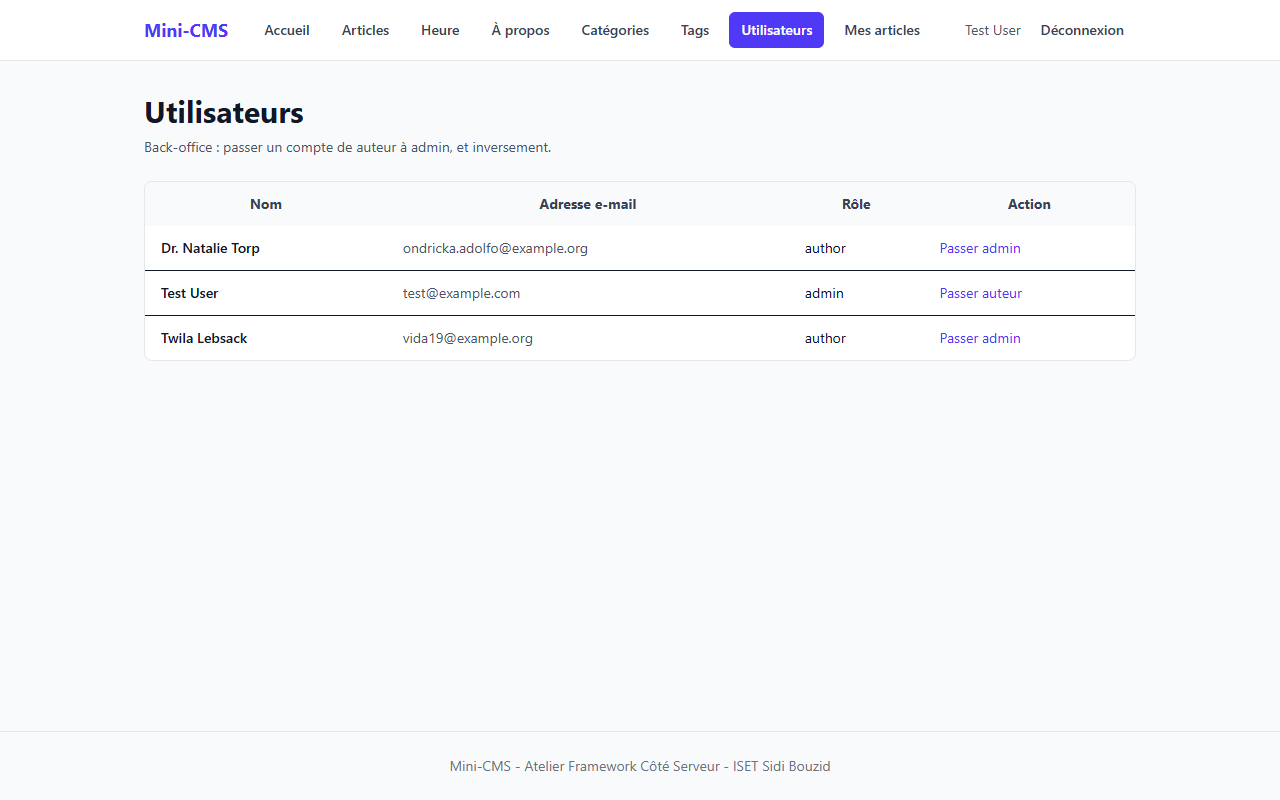 Mini-CMS Accueil Articles Heure À propos Catégories Tags Utilisateurs Mes articles Test User Déconnexion
Utilisateurs
Back-office : passer un compte de auteur à admin, et inversement.
Nom Adresse e-mail Rôle Action
Dr. Natalie Torp ondricka.adolfo@example.org author Passer admin
Test User test@example.com admin Passer auteur
Twila Lebsack vida19@example.org author Passer admin
Mini-CMS - Atelier Framework Côté Serveur - ISET Sidi Bouzid